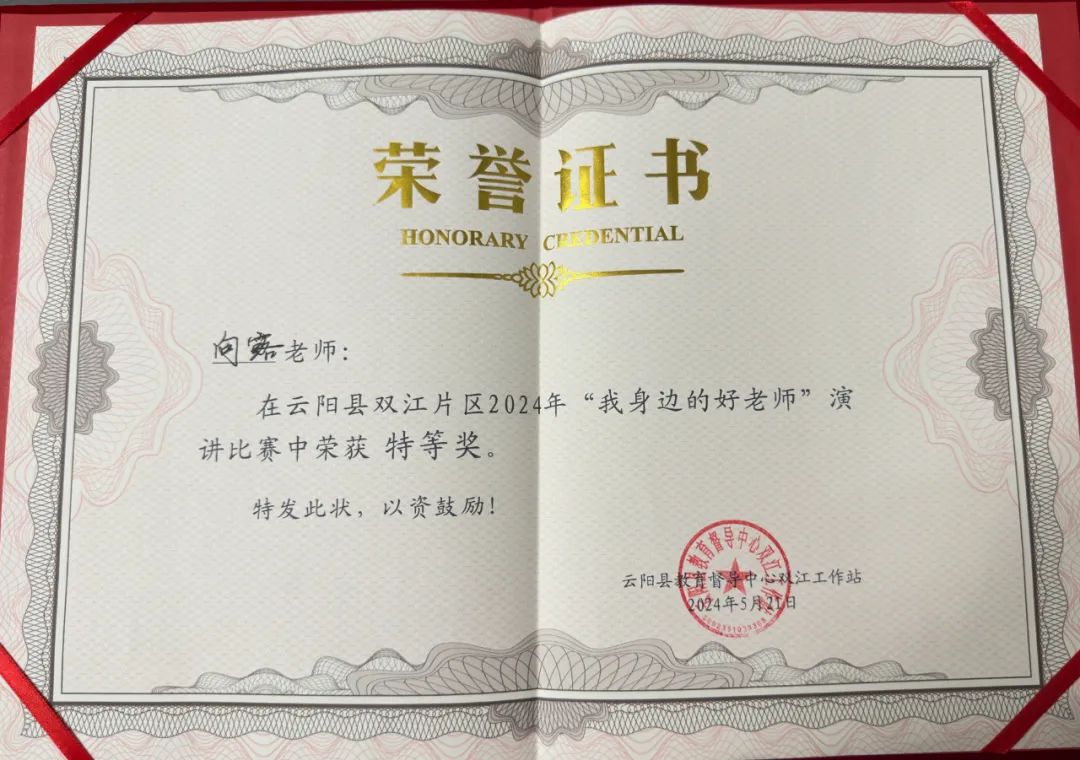 荣誉证书
HONORARY CREDENTIAL
向露老师：
在云阳县双江片区2024年“我身边的好老师”演
讲比赛中荣获 特等奖。
特发此状，以资鼓励！
云阳县教育督导中心双江工作站
2024年5月21日